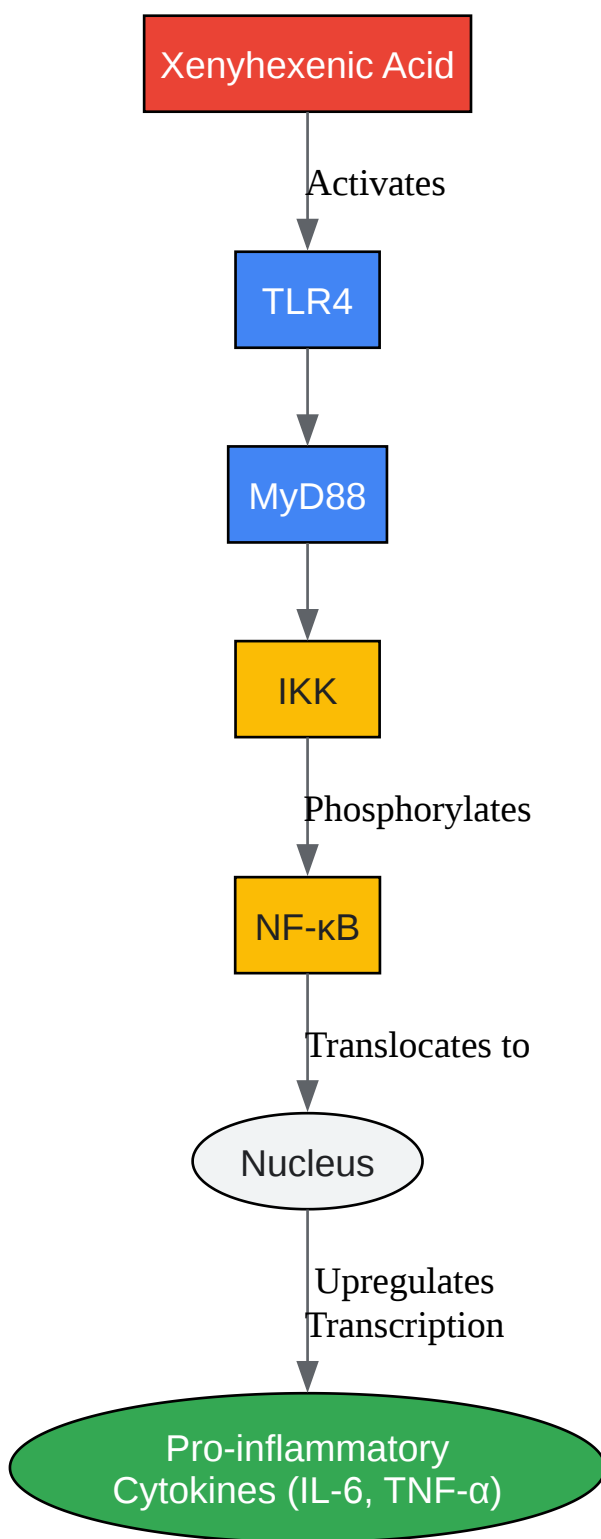 Xenyhexenic Acid
Activates
TLR4
MyD88
IKK
Phosphorylates
NF-κB
Translocates to
Nucleus
Upregulates
Transcription
Pro-inflammatory
Cytokines (IL-6, TNF-α)